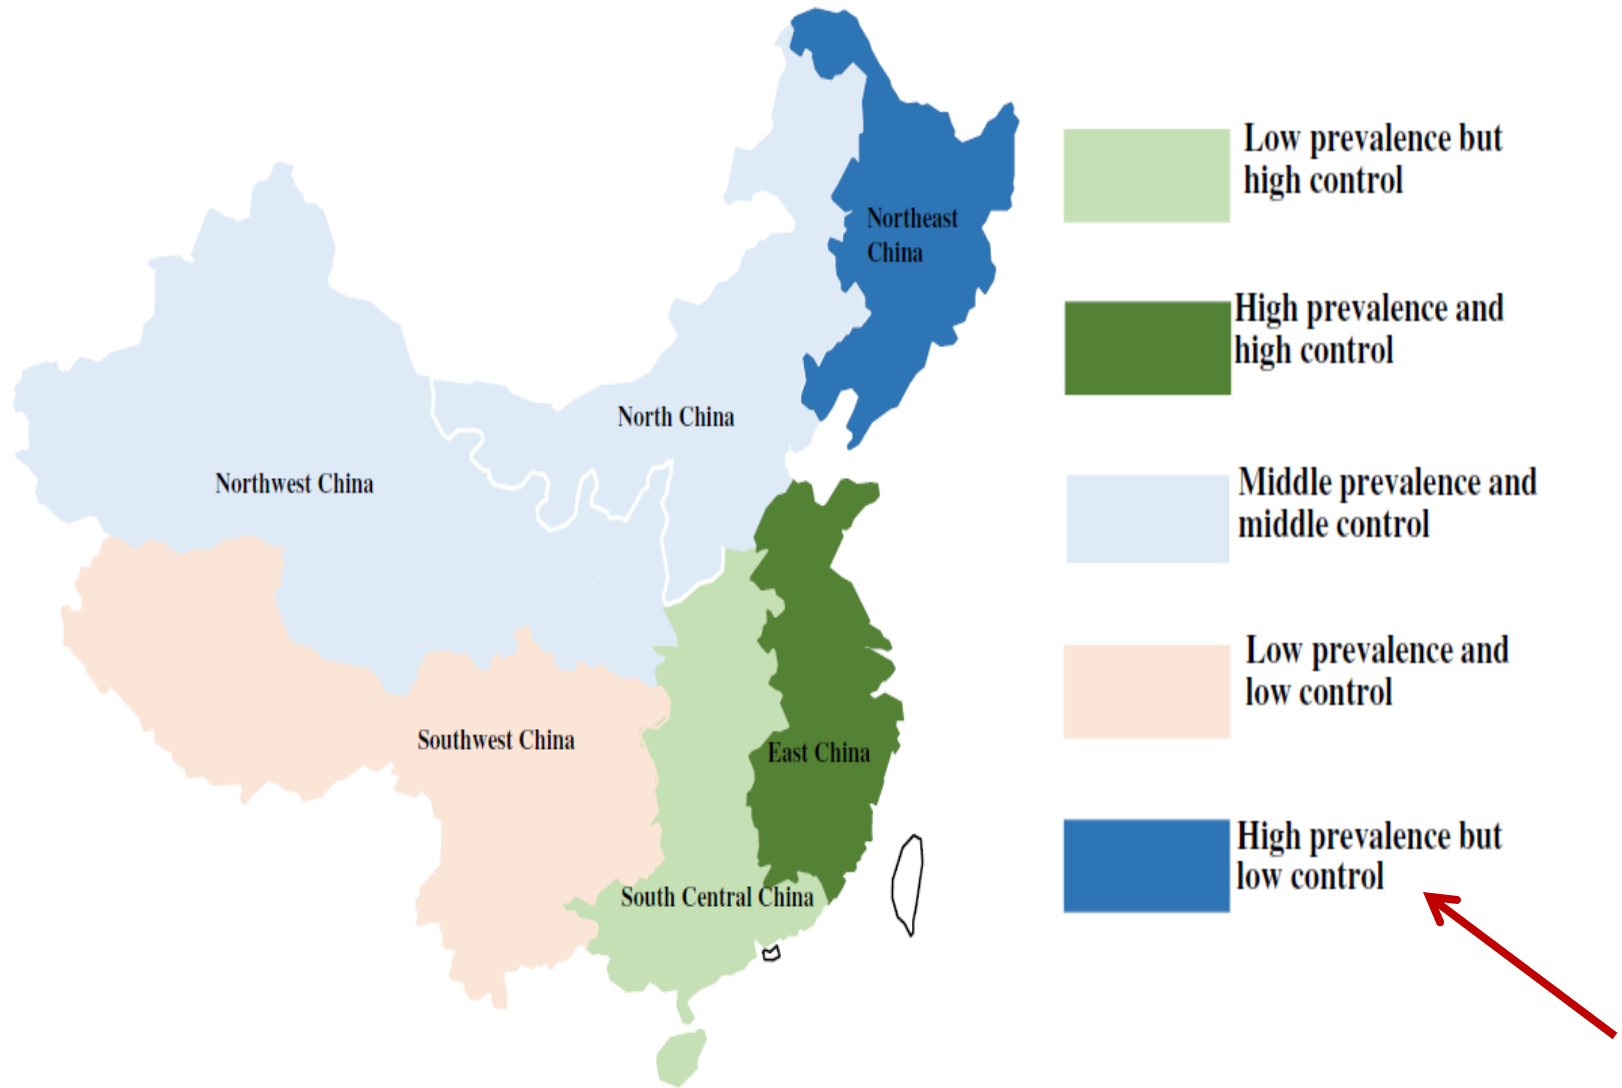 Northeast
China
North China
Northwest China
Southwest China
East China
South Central China
Low prevalence but
high control
High prevalence and
high control
Middle prevalence and
middle control
Low prevalence and
low control
High prevalence but
low control